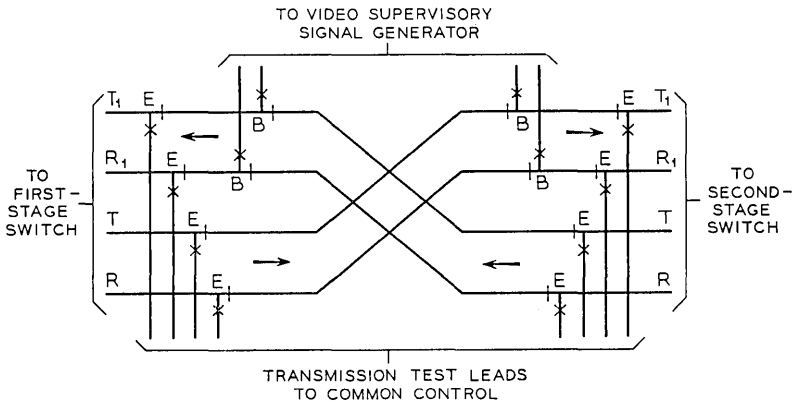 TO VIDEO SUPERVISORY
SIGNAL GENERATOR
T1 E E T1
B B
R1 E E R1
B B
TO
FIRST-
STAGE
SWITCH
TO
SECOND-
STAGE
SWITCH
T E E T
R E E R
TRANSMISSION TEST LEADS
TO COMMON CONTROL